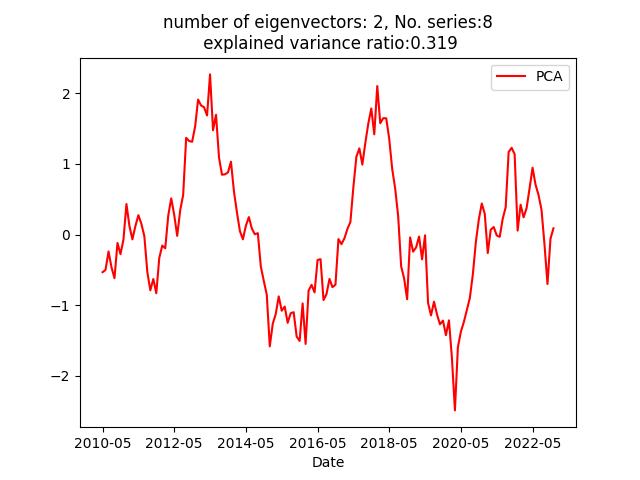 number of eigenvectors: 2, No. series:8
explained variance ratio:0.319
PCA
2
1
0
−1
−2
2010-05 2012-05 2014-05 2016-05 2018-05 2020-05 2022-05
Date